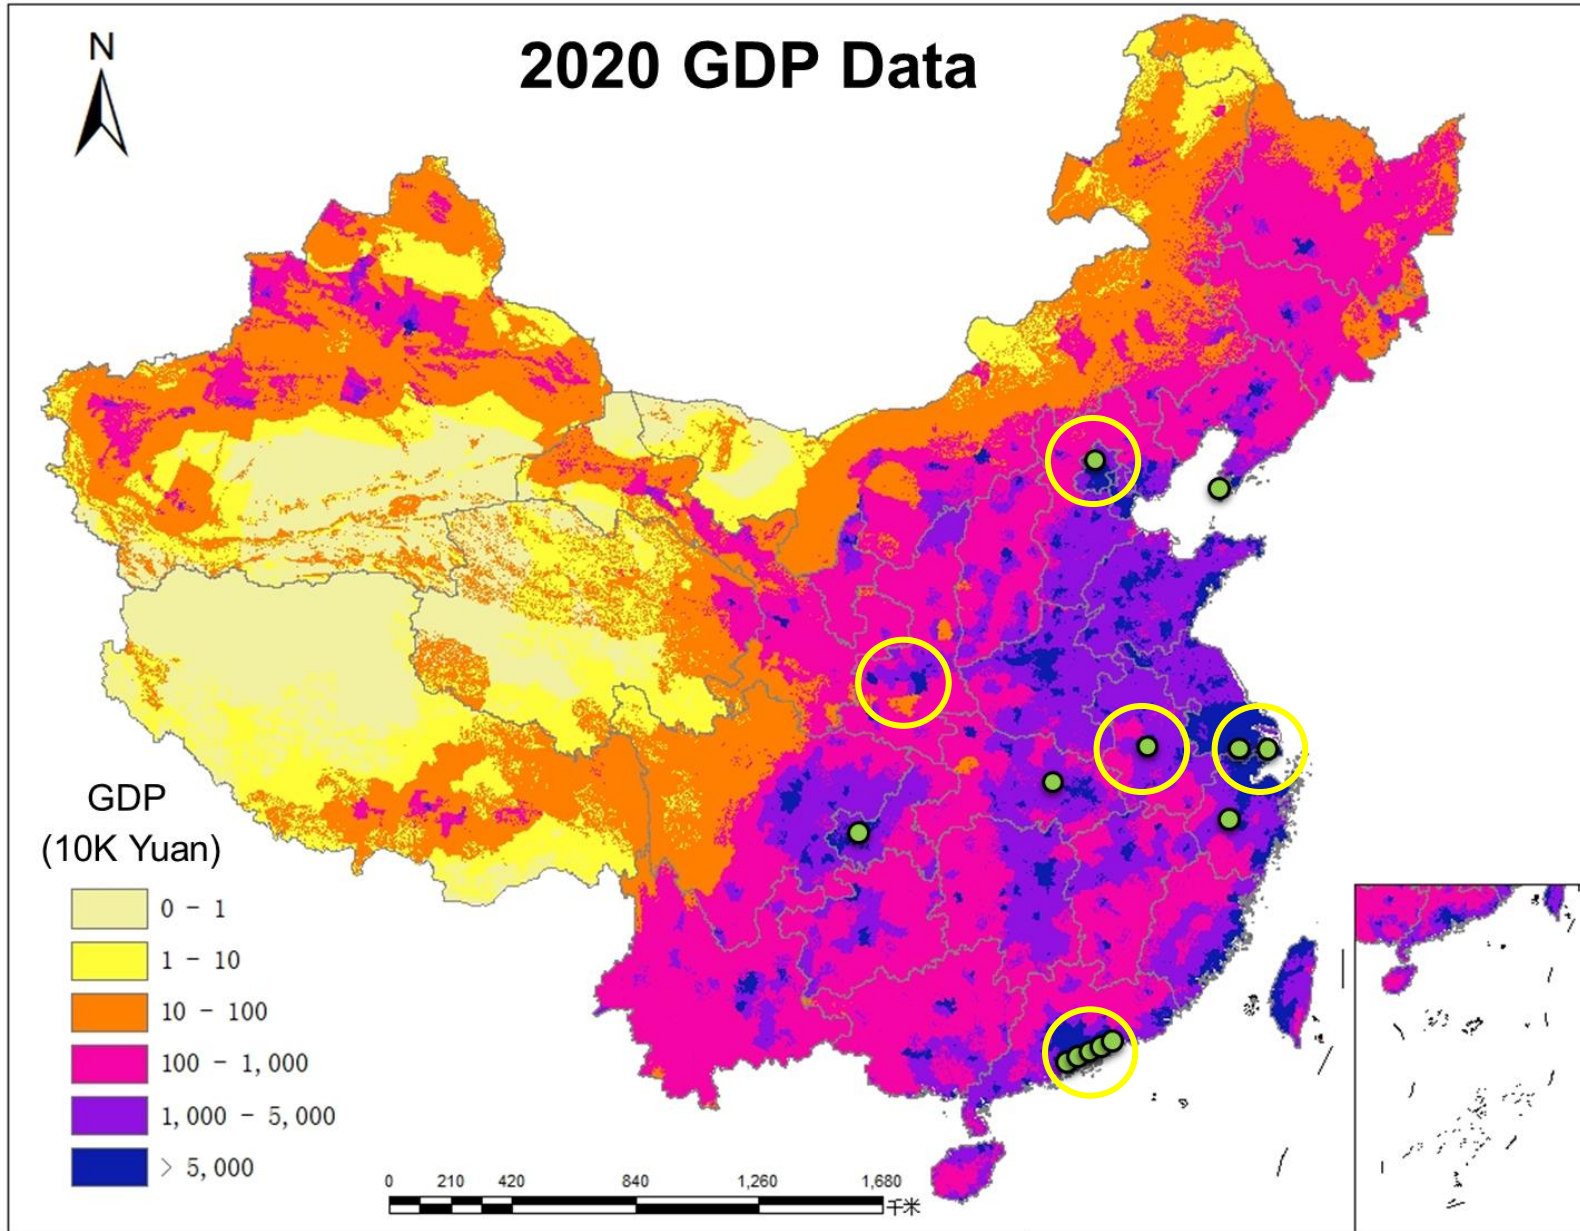 N
2020 GDP Data
GDP
(10K Yuan)
0 - 1
1 - 10
10 - 100
100 - 1,000
1,000 - 5,000
> 5,000
0 210 420 840 1,260 1,680
千米